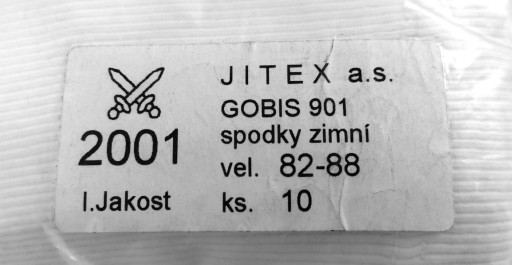 JITEX a.s.
GOBIS 901
2001
spodky zimní
vel. 82-88
I.Jakost
ks. 10